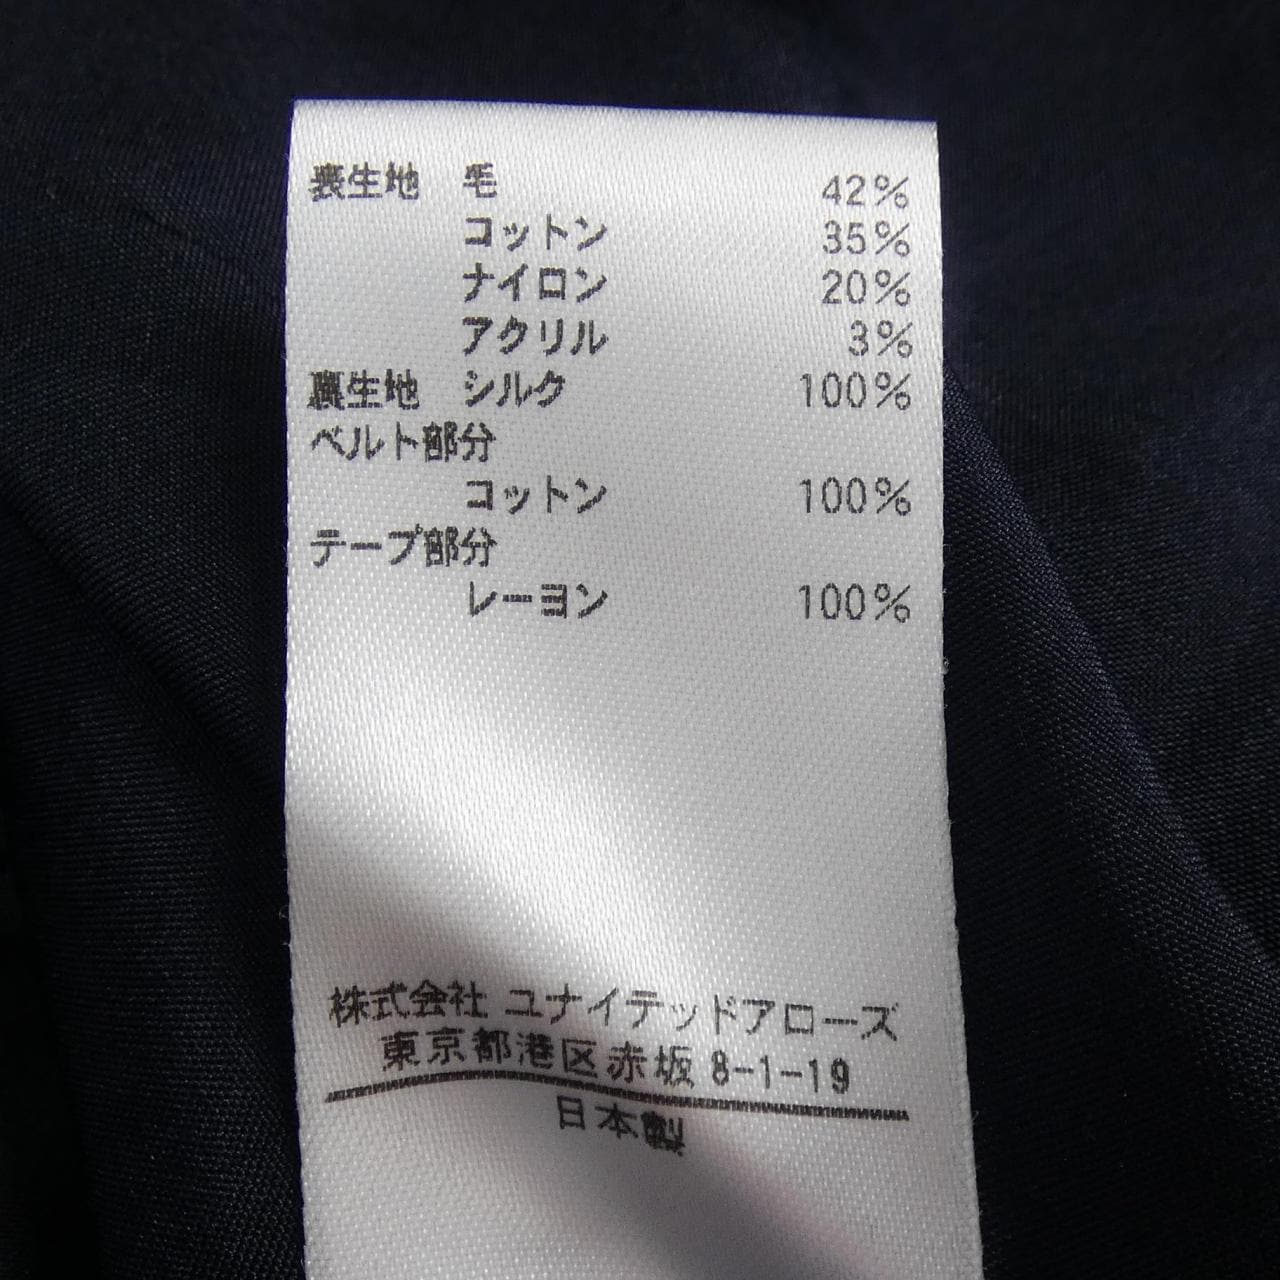 表生地 毛 42%
コットン 35%
ナイロン 20%
アクリル 3%
裏生地 シルク 100%
ベルト部分
コットン 100%
テープ部分
レーヨン 100%
株式会社 ユナイテッドアローズ
東京都港区赤坂 8-1-19
日本製